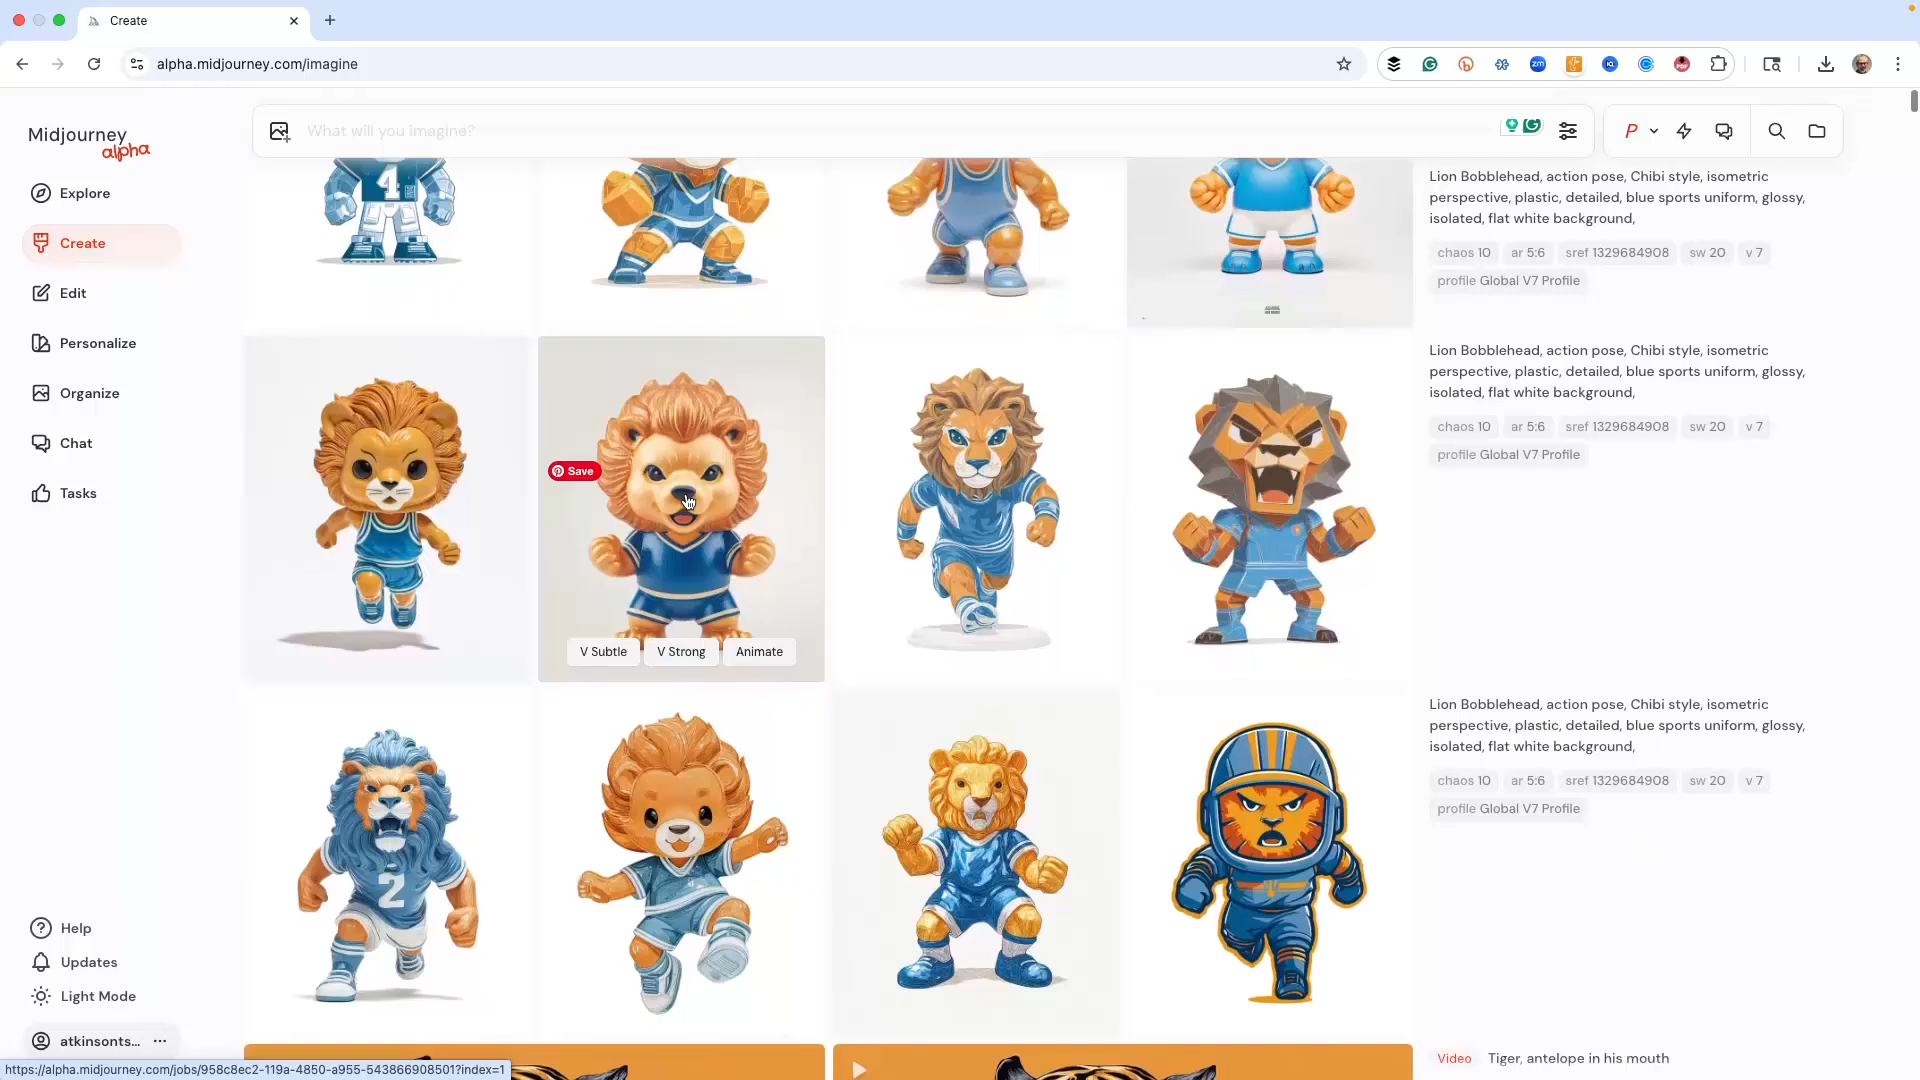 Create
alpha.midjourney.com/imagine
Midjourney
alpha
What will you imagine?
P
Explore
Create
Edit
Personalize
Organize
Chat
Tasks
Help
Updates
Light Mode
atkinsonts...
4
Lion Bobblehead, action pose, Chibi style, isometric
perspective, plastic, detailed, blue sports uniform, glossy,
isolated, flat white background,
chaos 10 ar 5:6 sref 1329684908 sw 20 v 7
profile Global V7 Profile
Save
V Subtle V Strong Animate
Lion Bobblehead, action pose, Chibi style, isometric
perspective, plastic, detailed, blue sports uniform, glossy,
isolated, flat white background,
chaos 10 ar 5:6 sref 1329684908 sw 20 v 7
profile Global V7 Profile
2
Lion Bobblehead, action pose, Chibi style, isometric
perspective, plastic, detailed, blue sports uniform, glossy,
isolated, flat white background,
chaos 10 ar 5:6 sref 1329684908 sw 20 v 7
profile Global V7 Profile
Video Tiger, antelope in his mouth
https://alpha.midjourney.com/jobs/958c8ec2-119a-4850-a955-543866908501?index=1